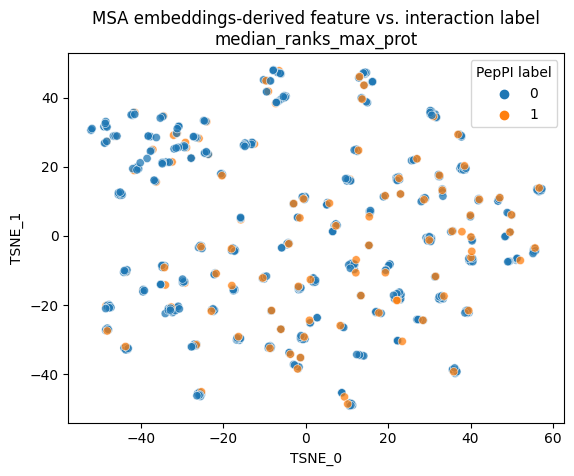 MSA embeddings-derived feature vs. interaction label
median_ranks_max_prot
PepPI label
0
1
40
20
0
−20
−40
TSNE_1
−40
−20
0
20
40
60
TSNE_0